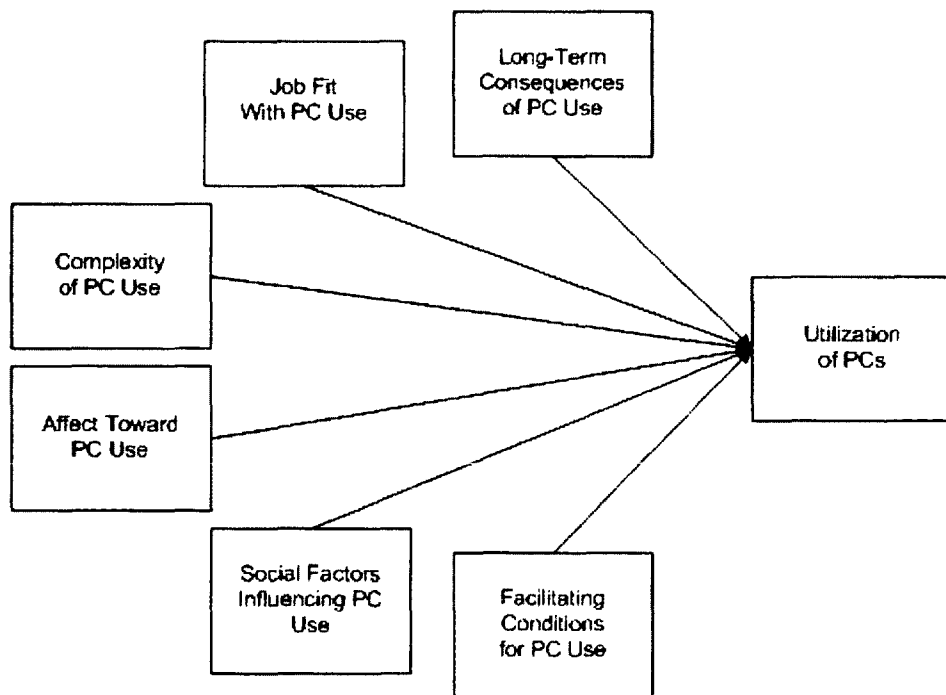 Long-Term
Consequences
of PC Use
Job Fit
With PC Use
Complexity
of PC Use
Utilization
of PCs
Affect Toward
PC Use
Social Factors
Influencing PC
Use
Facilitating
Conditions
for PC Use